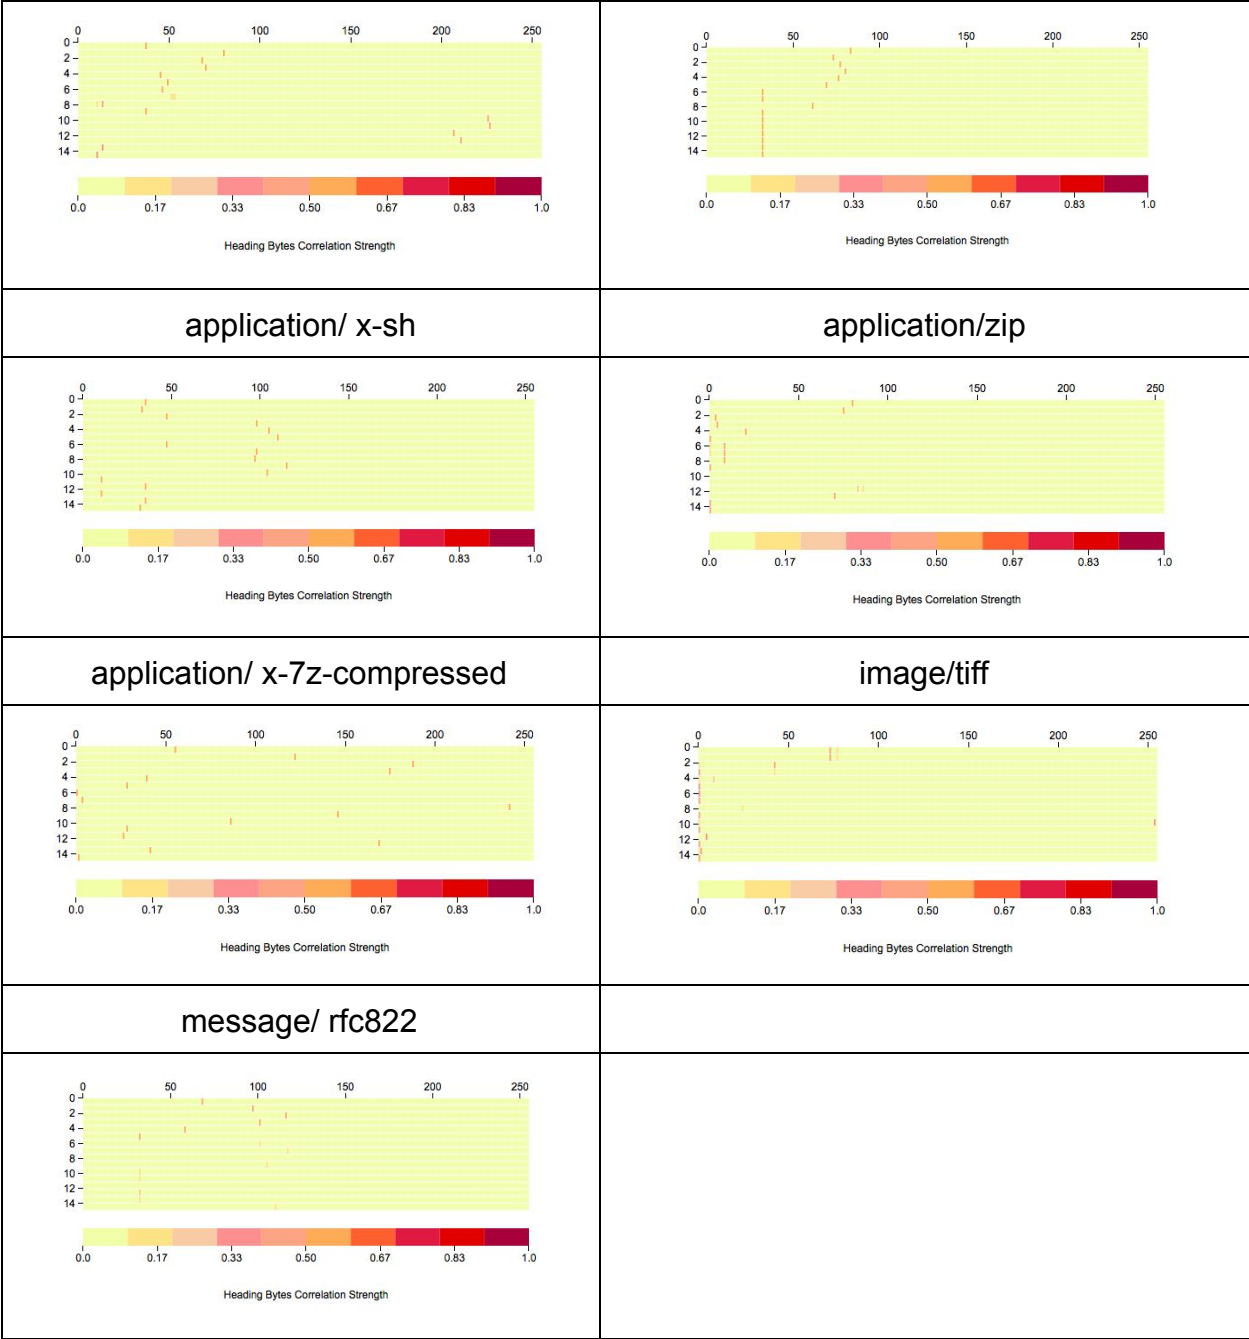 0 50 100 150 200 250
0
2
4
6
8
10
12
14
0.0 0.17 0.33 0.50 0.67 0.83 1.0
Heading Bytes Correlation Strength
0 50 100 150 200 250
0
2
4
6
8
10
12
14
0.0 0.17 0.33 0.50 0.67 0.83 1.0
Heading Bytes Correlation Strength
application/ x-sh
application/zip
0 50 100 150 200 250
0
2
4
6
8
10
12
14
0.0 0.17 0.33 0.50 0.67 0.83 1.0
Heading Bytes Correlation Strength
0 50 100 150 200 250
0
2
4
6
8
10
12
14
0.0 0.17 0.33 0.50 0.67 0.83 1.0
Heading Bytes Correlation Strength
application/ x-7z-compressed
image/tiff
0 50 100 150 200 250
0
2
4
6
8
10
12
14
0.0 0.17 0.33 0.50 0.67 0.83 1.0
Heading Bytes Correlation Strength
0 50 100 150 200 250
0
2
4
6
8
10
12
14
0.0 0.17 0.33 0.50 0.67 0.83 1.0
Heading Bytes Correlation Strength
message/ rfc822
0 50 100 150 200 250
0
2
4
6
8
10
12
14
0.0 0.17 0.33 0.50 0.67 0.83 1.0
Heading Bytes Correlation Strength